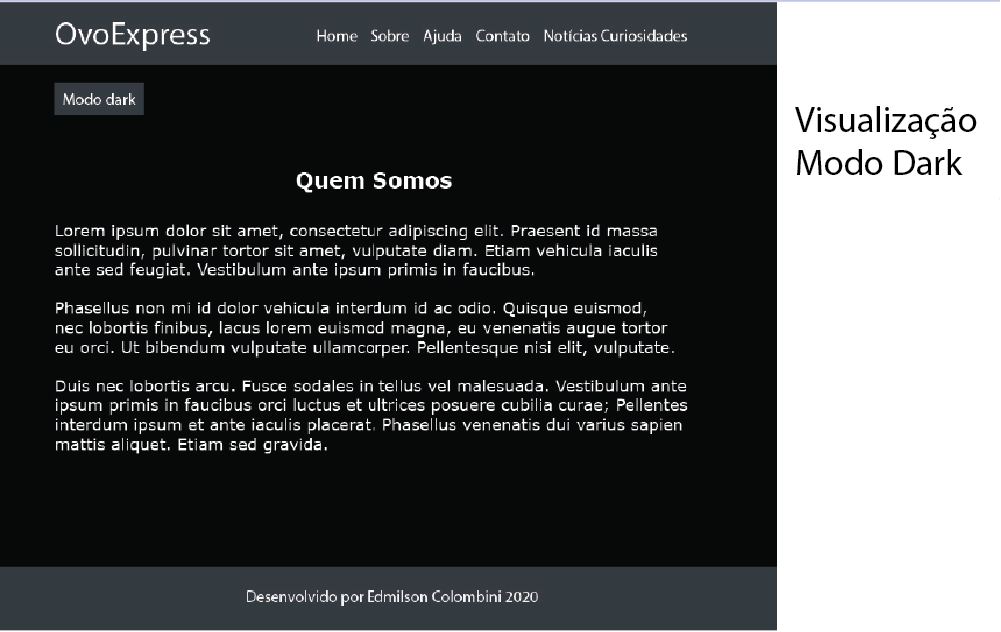 OvoExpress
Home Sobre Ajuda Contato Notícias Curiosidades
Modo dark
Visualização
Modo Dark
Quem Somos
Lorem ipsum dolor sit amet, consectetur adipiscing elit. Praesent id massa
sollicitudin, pulvinar tortor sit amet, vulputate diam. Etiam vehicula iaculis
ante sed feugiat. Vestibulum ante ipsum primis in faucibus.
Phasellus non mi id dolor vehicula interdum id ac odio. Quisque euismod,
nec lobortis finibus, lacus lorem euismod magna, eu venenatis augue tortor
eu orci. Ut bibendum vulputate ullamcorper. Pellentesque nisi elit, vulputate.
Duis nec lobortis arcu. Fusce sodales in tellus vel malesuada. Vestibulum ante
ipsum primis in faucibus orci luctus et ultrices posuere cubilia curae; Pellentes
interdum ipsum et ante iaculis placerat. Phasellus venenatis dui varius sapien
mattis aliquet. Etiam sed gravida.
Desenvolvido por Edmilson Colombini 2020